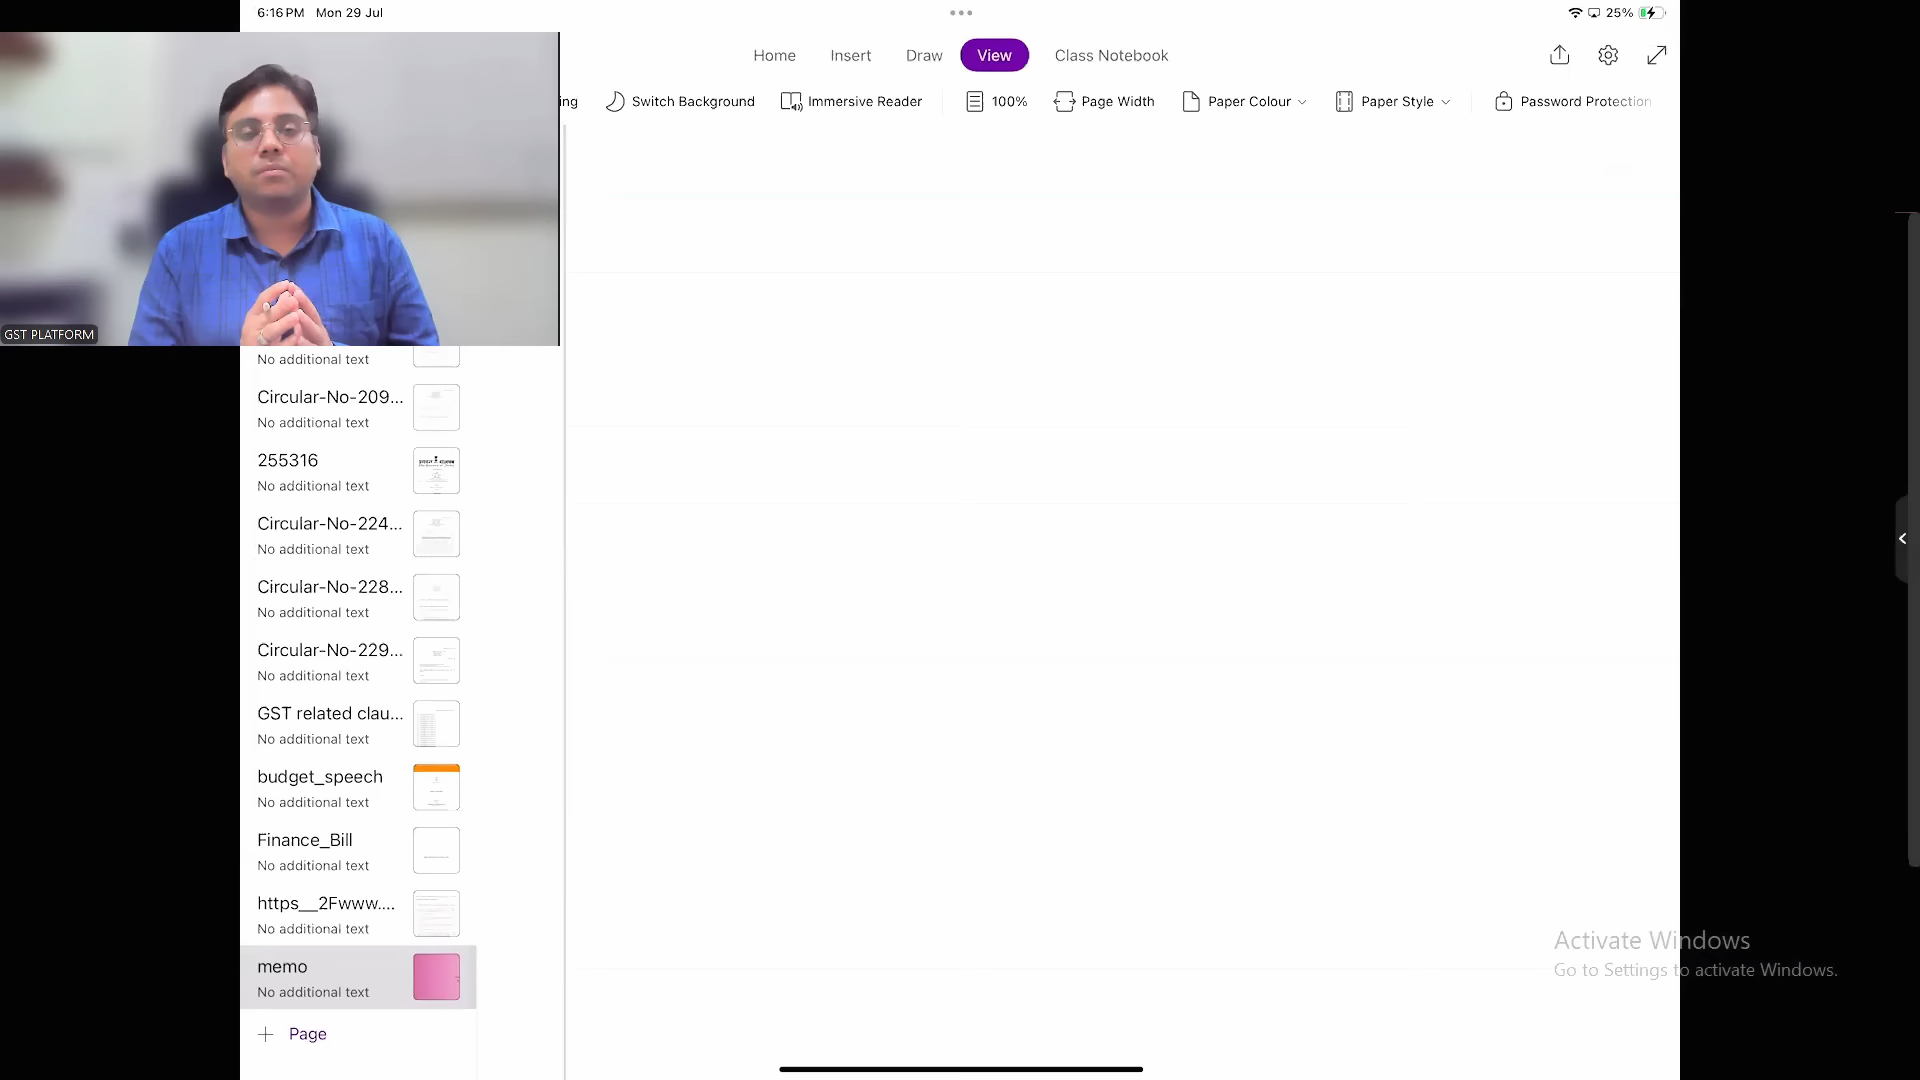 6:16 PM Mon 29 Jul
25%
Home Insert Draw View Class Notebook
ing Switch Background Immersive Reader 100% Page Width Paper Colour Paper Style Password Protection
GST PLATFORM
No additional text
Circular-No-209...
No additional text
255316
No additional text
Circular-No-224...
No additional text
Circular-No-228...
No additional text
Circular-No-229...
No additional text
GST related clau...
No additional text
budget_speech
No additional text
Finance_Bill
No additional text
https__2Fwww....
No additional text
memo
No additional text
Page
Activate Windows
Go to Settings to activate Windows.